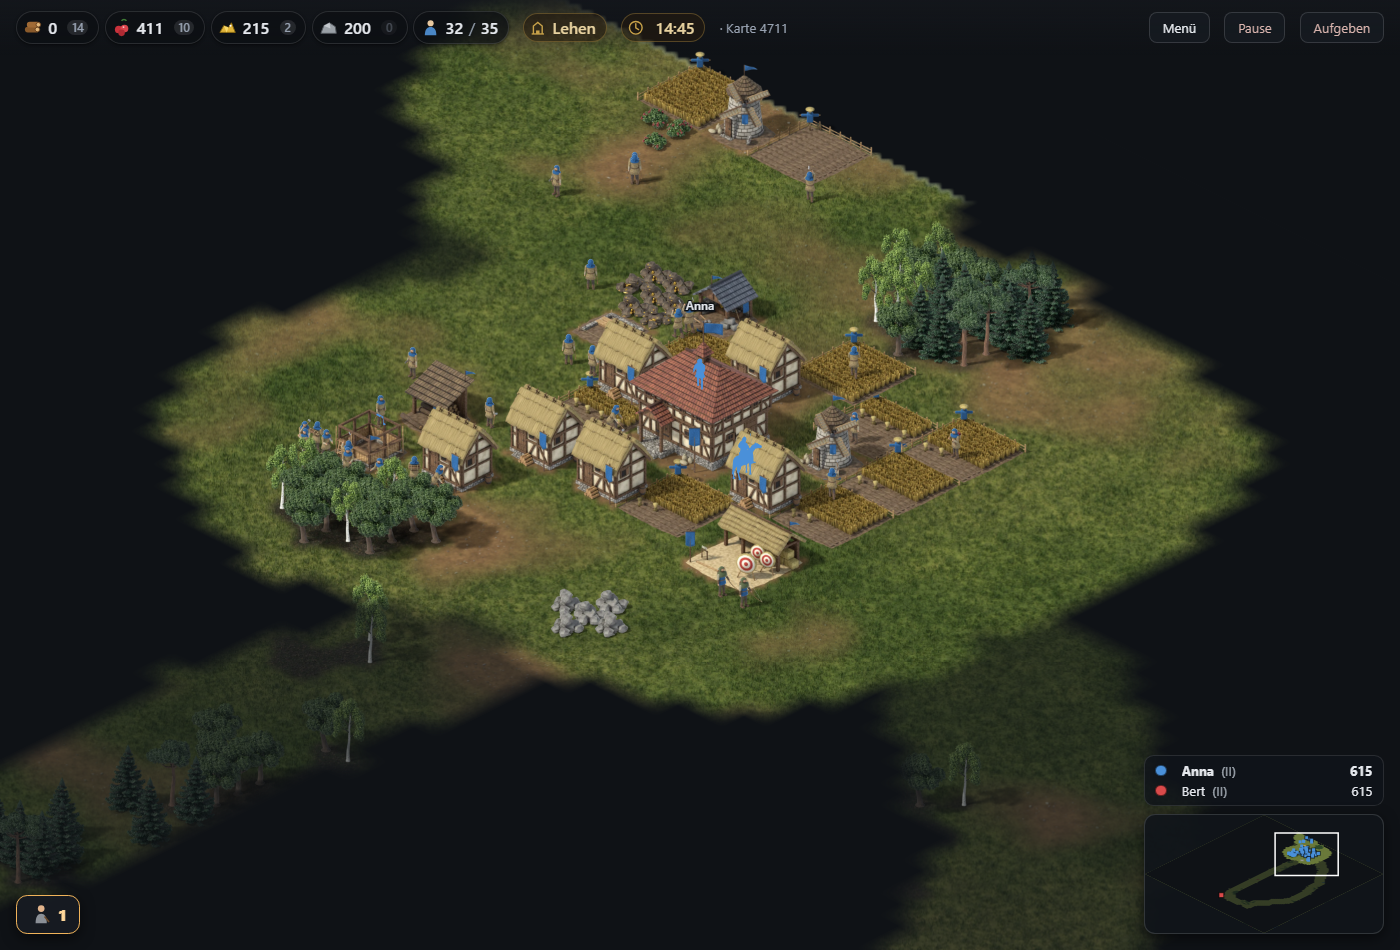 0 14 411 10 215 2 200 0 32 / 35 Lehen 14:45 · Karte 4711 Menü Pause Aufgeben
Anna
Anna (II) 615
Bert (II) 615
1